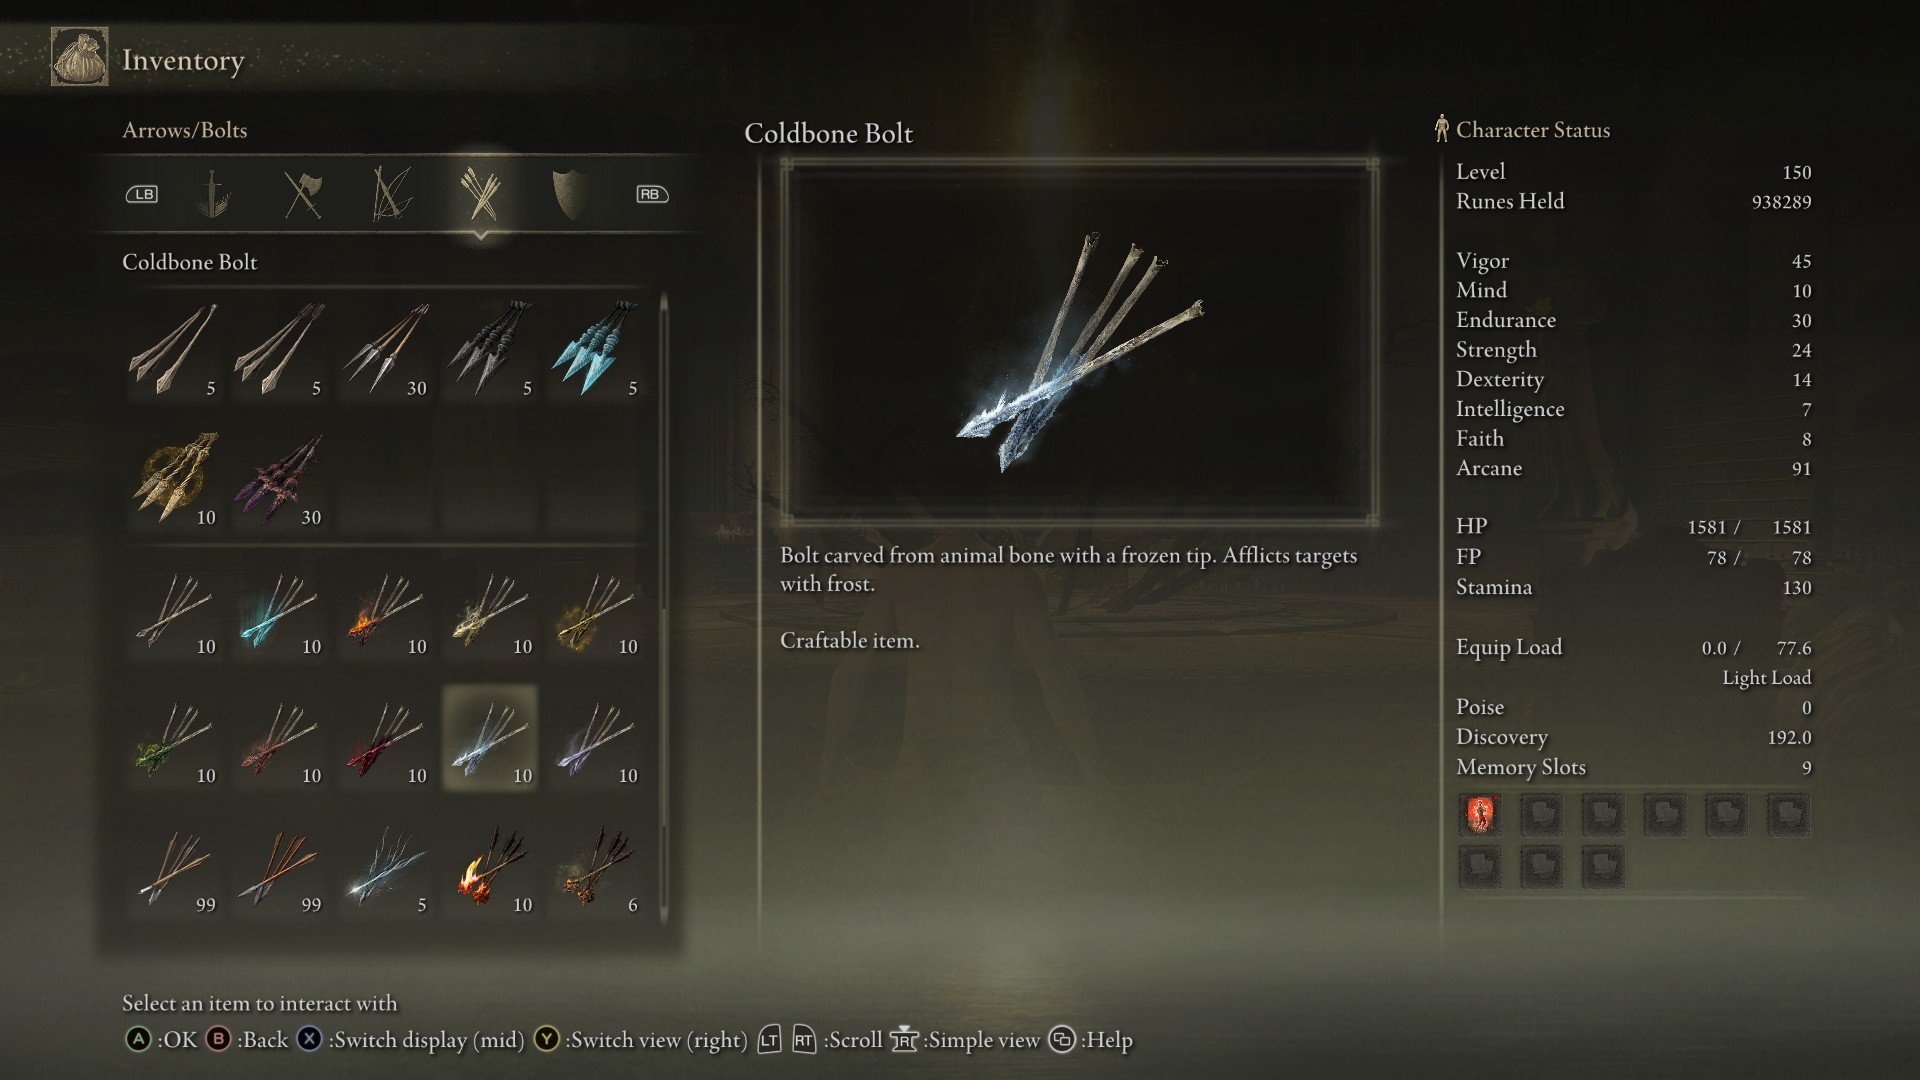 Inventory
Arrows/Bolts
LB
RB
Coldbone Bolt
5 5 30 5 5
10 30
10 10 10 10 10
10 10 10 10 10
99 99 5 10 6
Coldbone Bolt
Bolt carved from animal bone with a frozen tip. Afflicts targets
with frost.
Craftable item.
Character Status
Level 150
Runes Held 938289
Vigor 45
Mind 10
Endurance 30
Strength 24
Dexterity 14
Intelligence 7
Faith 8
Arcane 91
HP 1581 / 1581
FP 78 / 78
Stamina 130
Equip Load 0.0 / 77.6
Light Load
Poise 0
Discovery 192.0
Memory Slots 9
Select an item to interact with
A :OK B :Back X :Switch display (mid) Y :Switch view (right) LT RT :Scroll R :Simple view :Help